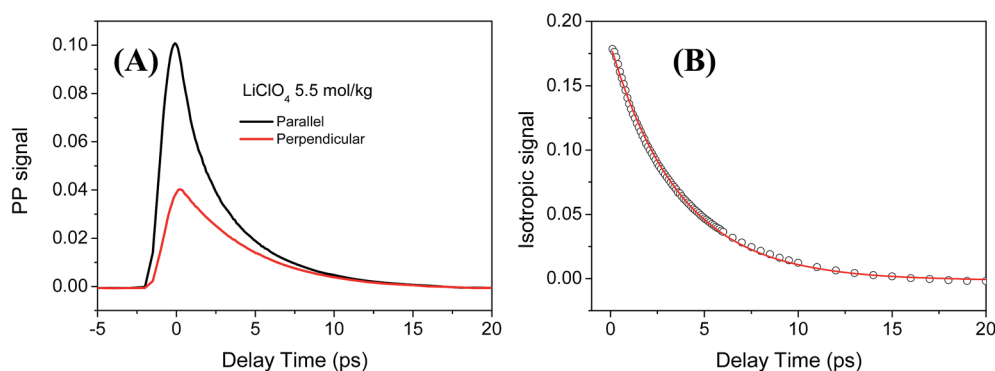 (A)
LiClO4 5.5 mol/kg
Parallel
Perpendicular
PP signal
0.10
0.08
0.06
0.04
0.02
0.00
-5
0
5
10
15
20
Delay Time (ps)
(B)
Isotropic signal
0.20
0.15
0.10
0.05
0.00
0
5
10
15
20
Delay Time (ps)